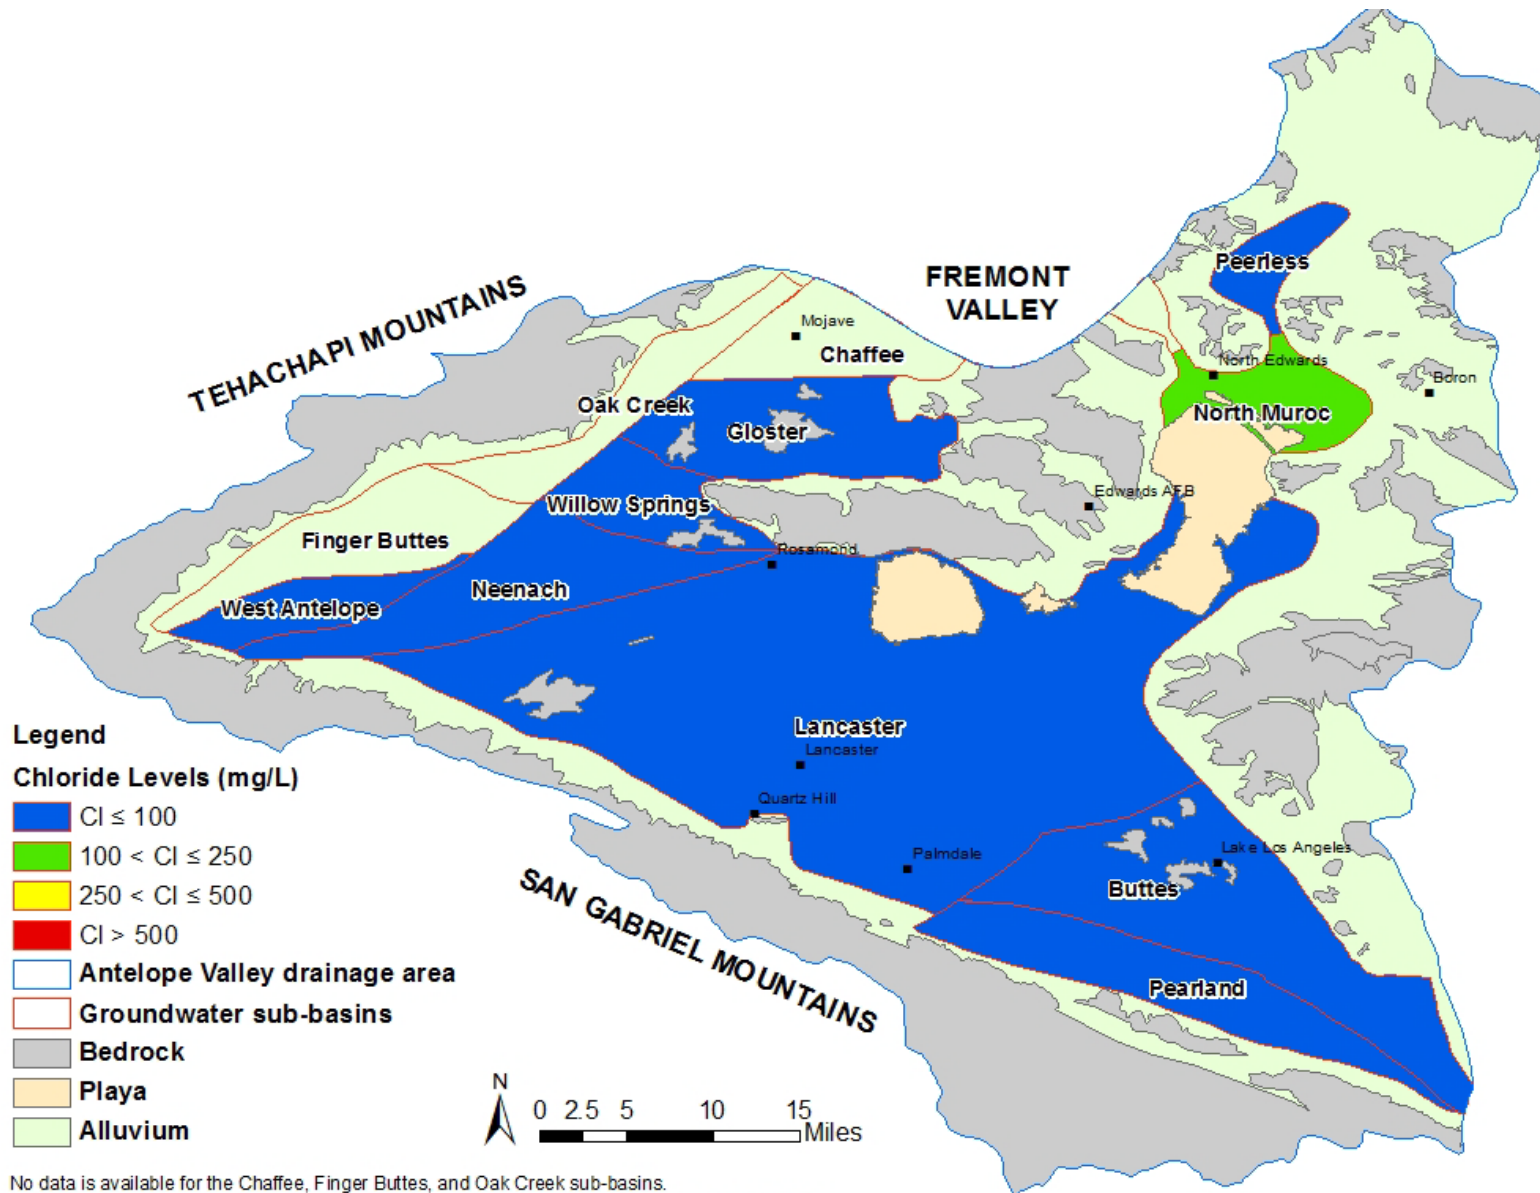 FREMONT
VALLEY
TEHACHAPI MOUNTAINS
Peerless
Mojave
Chaffee
North Edwards
Boron
Oak Creek
North Muroc
Gloster
Edwards AFB
Willow Springs
Finger Buttes
Rosamond
Neenach
West Antelope
Lancaster
Lancaster
Quartz Hill
Palmdale
Lake Los Angeles
Buttes
SAN GABRIEL MOUNTAINS
Pearland
Legend
Chloride Levels (mg/L)
Cl ≤ 100
100 < Cl ≤ 250
250 < Cl ≤ 500
Cl > 500
Antelope Valley drainage area
Groundwater sub-basins
Bedrock
Playa
Alluvium
N
0 2.5 5 10 15
Miles
No data is available for the Chaffee, Finger Buttes, and Oak Creek sub-basins.